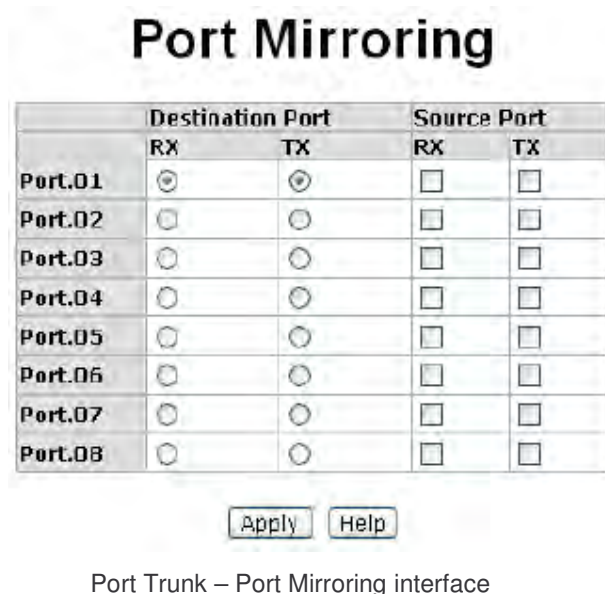 Port Mirroring
Destination Port Source Port
RX TX RX TX
Port.01
Port.02
Port.03
Port.04
Port.05
Port.06
Port.07
Port.08
Apply Help
Port Trunk – Port Mirroring interface